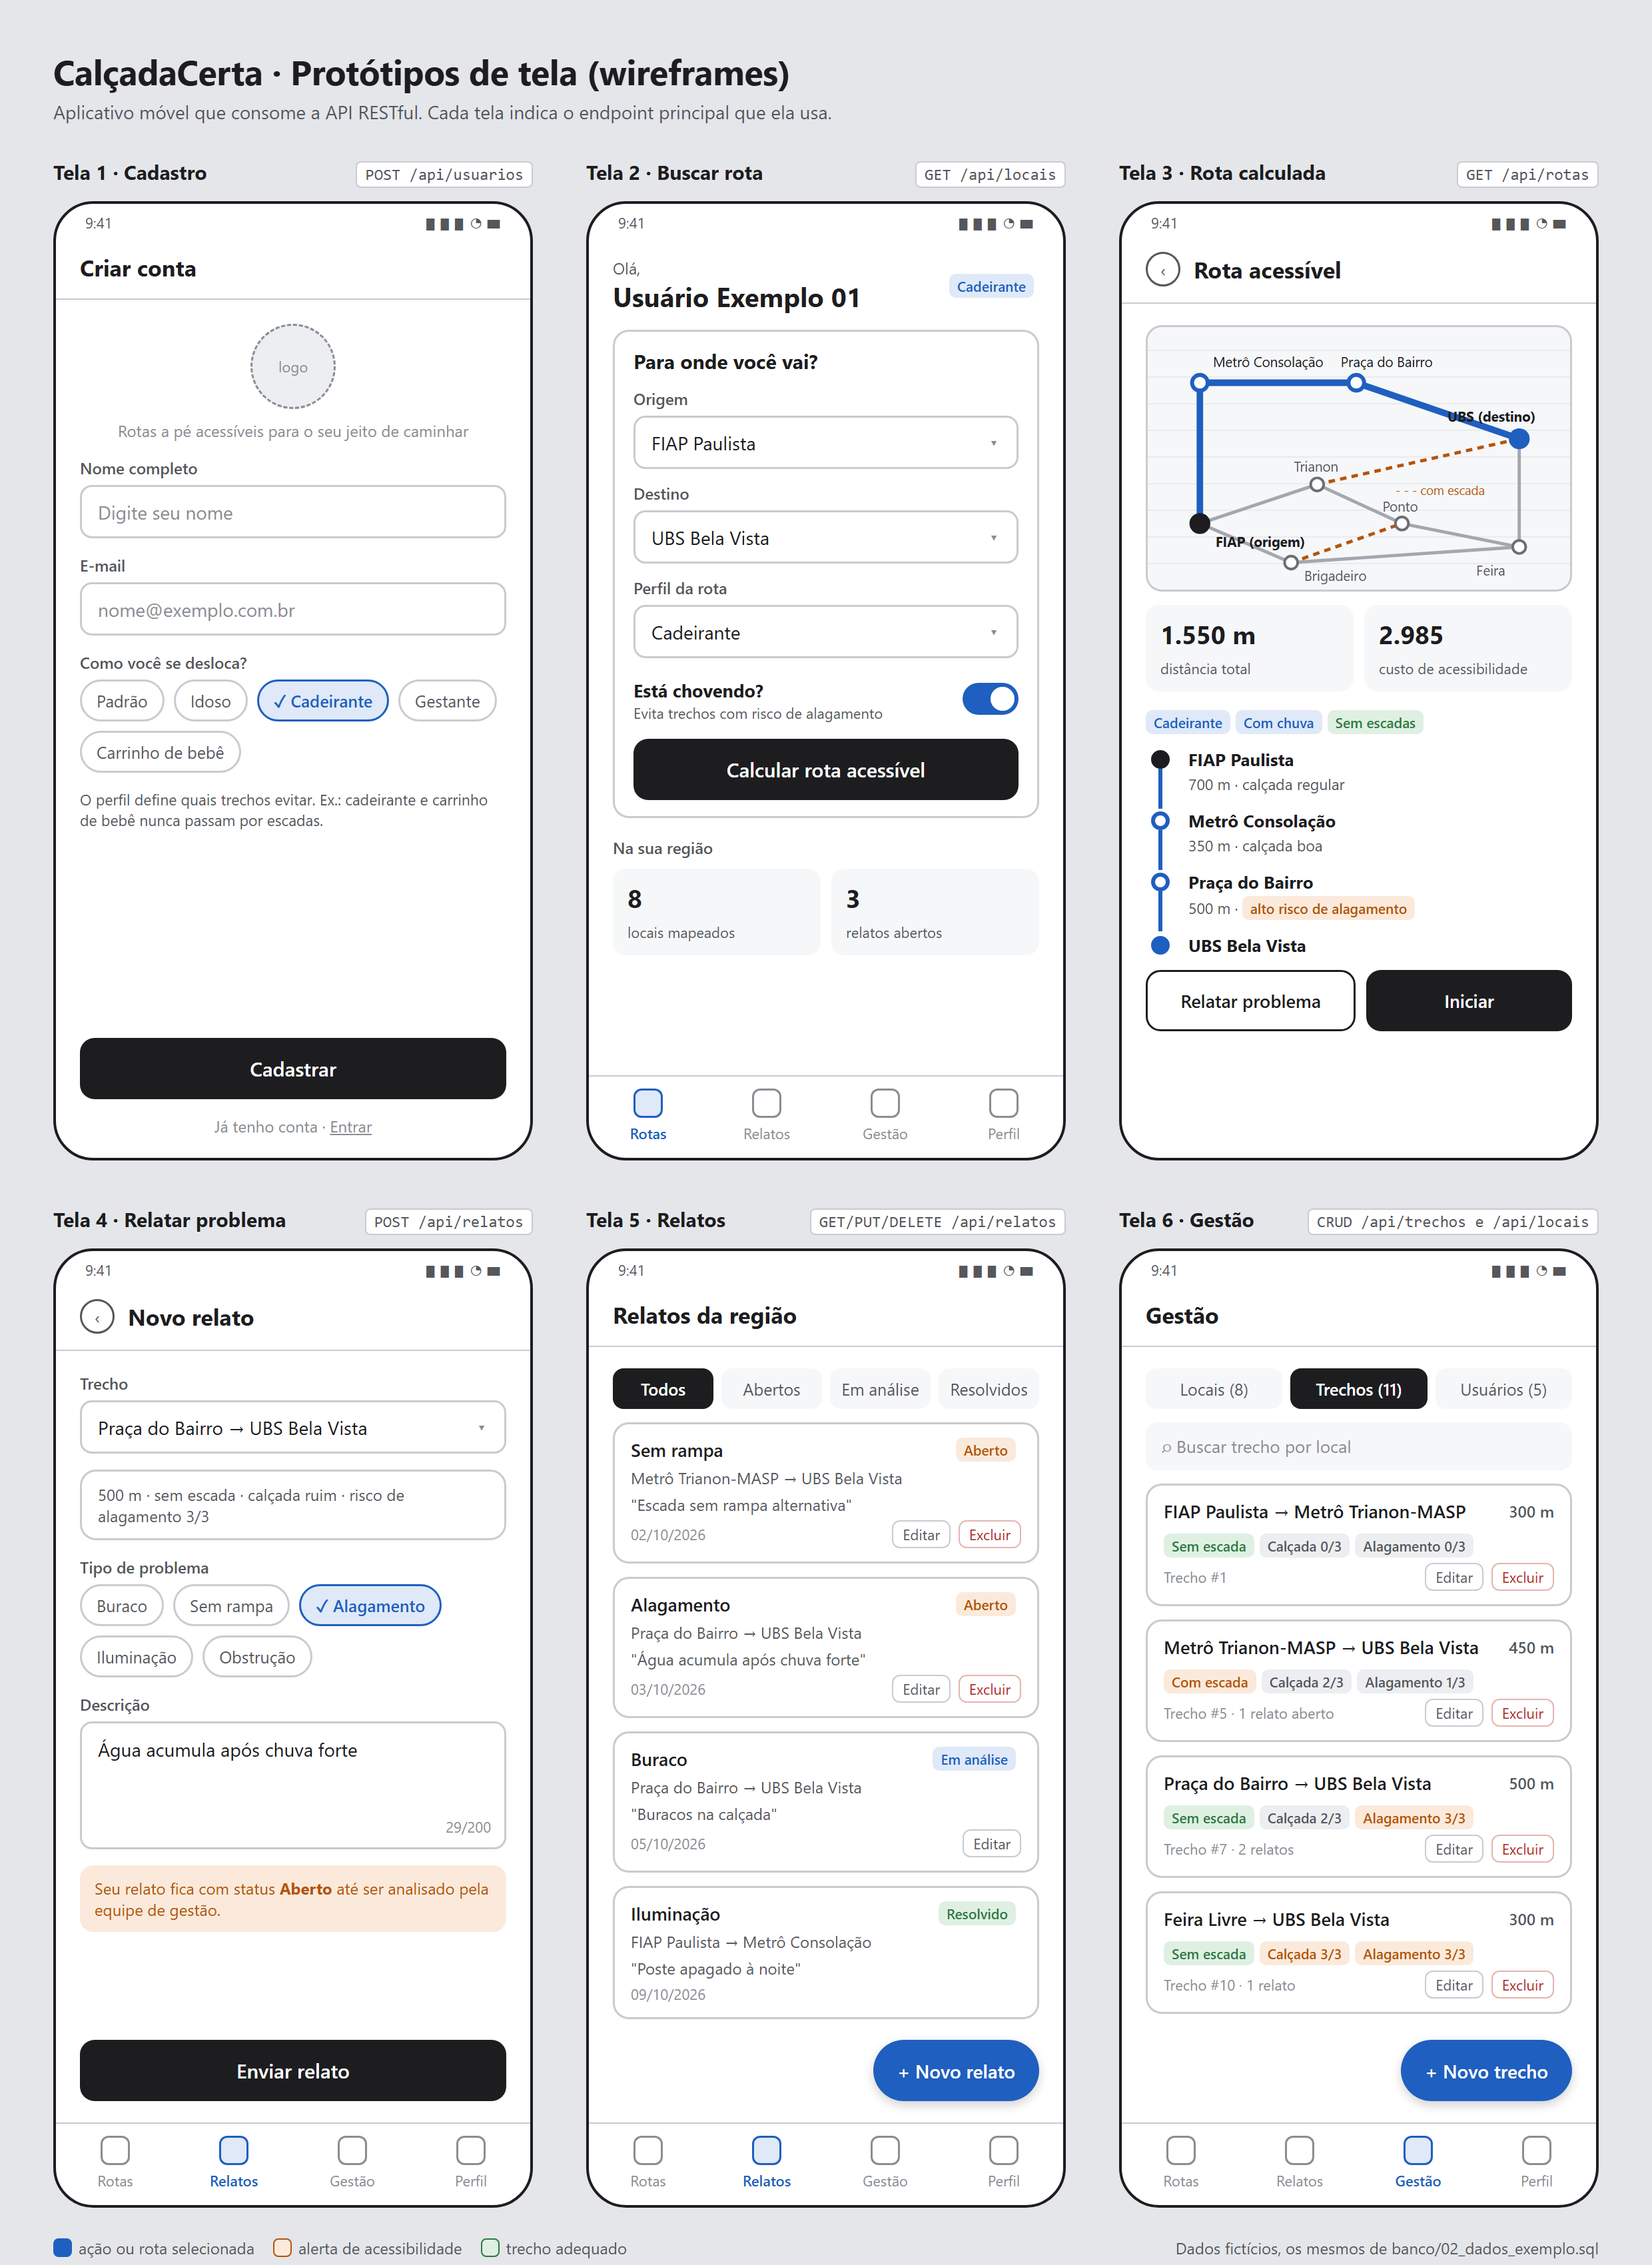 CalçadaCerta · Protótipos de tela (wireframes)
Aplicativo móvel que consome a API RESTful. Cada tela indica o endpoint principal que ela usa.
Tela 1 · Cadastro
POST /api/usuarios
9:41
Criar conta
logo
Rotas a pé acessíveis para o seu jeito de caminhar
Nome completo
Digite seu nome
E-mail
nome@exemplo.com.br
Como você se desloca?
Padrão
Idoso
✓ Cadeirante
Gestante
Carrinho de bebê
O perfil define quais trechos evitar. Ex.: cadeirante e carrinho
de bebê nunca passam por escadas.
Cadastrar
Já tenho conta · Entrar
Tela 2 · Buscar rota
GET /api/locais
9:41
Olá,
Usuário Exemplo 01
Cadeirante
Para onde você vai?
Origem
FIAP Paulista
Destino
UBS Bela Vista
Perfil da rota
Cadeirante
Está chovendo?
Evita trechos com risco de alagamento
Calcular rota acessível
Na sua região
8
locais mapeados
3
relatos abertos
Rotas
Relatos
Gestão
Perfil
Tela 3 · Rota calculada
GET /api/rotas
9:41
‹
Rota acessível
Metrô Consolação
Praça do Bairro
UBS (destino)
Trianon
- - - com escada
Ponto
FIAP (origem)
Brigadeiro
Feira
1.550 m
distância total
2.985
custo de acessibilidade
Cadeirante
Com chuva
Sem escadas
FIAP Paulista
700 m · calçada regular
Metrô Consolação
350 m · calçada boa
Praça do Bairro
500 m · alto risco de alagamento
UBS Bela Vista
Relatar problema
Iniciar
Tela 4 · Relatar problema
POST /api/relatos
9:41
‹
Novo relato
Trecho
Praça do Bairro → UBS Bela Vista
500 m · sem escada · calçada ruim · risco de
alagamento 3/3
Tipo de problema
Buraco
Sem rampa
✓ Alagamento
Iluminação
Obstrução
Descrição
Água acumula após chuva forte
29/200
Seu relato fica com status Aberto até ser analisado pela
equipe de gestão.
Enviar relato
Rotas
Relatos
Gestão
Perfil
Tela 5 · Relatos
GET/PUT/DELETE /api/relatos
9:41
Relatos da região
Todos
Abertos
Em análise
Resolvidos
Sem rampa
Aberto
Metrô Trianon-MASP → UBS Bela Vista
"Escada sem rampa alternativa"
02/10/2026
Editar
Excluir
Alagamento
Aberto
Praça do Bairro → UBS Bela Vista
"Água acumula após chuva forte"
03/10/2026
Editar
Excluir
Buraco
Em análise
Praça do Bairro → UBS Bela Vista
"Buracos na calçada"
05/10/2026
Editar
Iluminação
Resolvido
FIAP Paulista → Metrô Consolação
"Poste apagado à noite"
09/10/2026
+ Novo relato
Rotas
Relatos
Gestão
Perfil
Tela 6 · Gestão
CRUD /api/trechos e /api/locais
9:41
Gestão
Locais (8)
Trechos (11)
Usuários (5)
⌕ Buscar trecho por local
FIAP Paulista → Metrô Trianon-MASP
300 m
Sem escada
Calçada 0/3
Alagamento 0/3
Trecho #1
Editar
Excluir
Metrô Trianon-MASP → UBS Bela Vista
450 m
Com escada
Calçada 2/3
Alagamento 1/3
Trecho #5 · 1 relato aberto
Editar
Excluir
Praça do Bairro → UBS Bela Vista
500 m
Sem escada
Calçada 2/3
Alagamento 3/3
Trecho #7 · 2 relatos
Editar
Excluir
Feira Livre → UBS Bela Vista
300 m
Sem escada
Calçada 3/3
Alagamento 3/3
Trecho #10 · 1 relato
Editar
Excluir
+ Novo trecho
Rotas
Relatos
Gestão
Perfil
ação ou rota selecionada
alerta de acessibilidade
trecho adequado
Dados fictícios, os mesmos de banco/02_dados_exemplo.sql